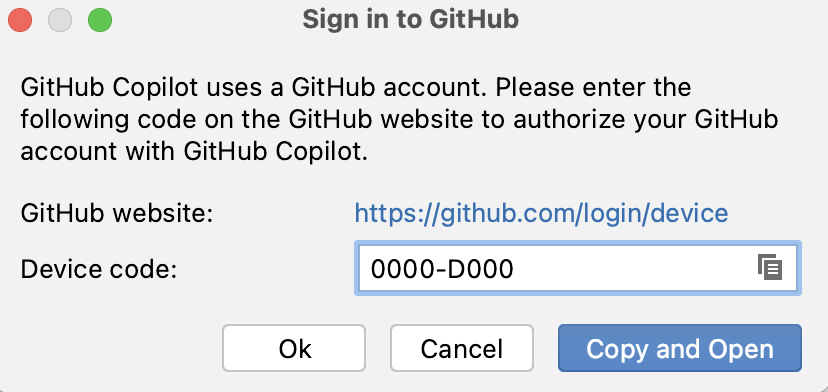 Sign in to GitHub
GitHub Copilot uses a GitHub account. Please enter the
following code on the GitHub website to authorize your GitHub
account with GitHub Copilot.
GitHub website: https://github.com/login/device
Device code: 0000-D000
Ok Cancel Copy and Open